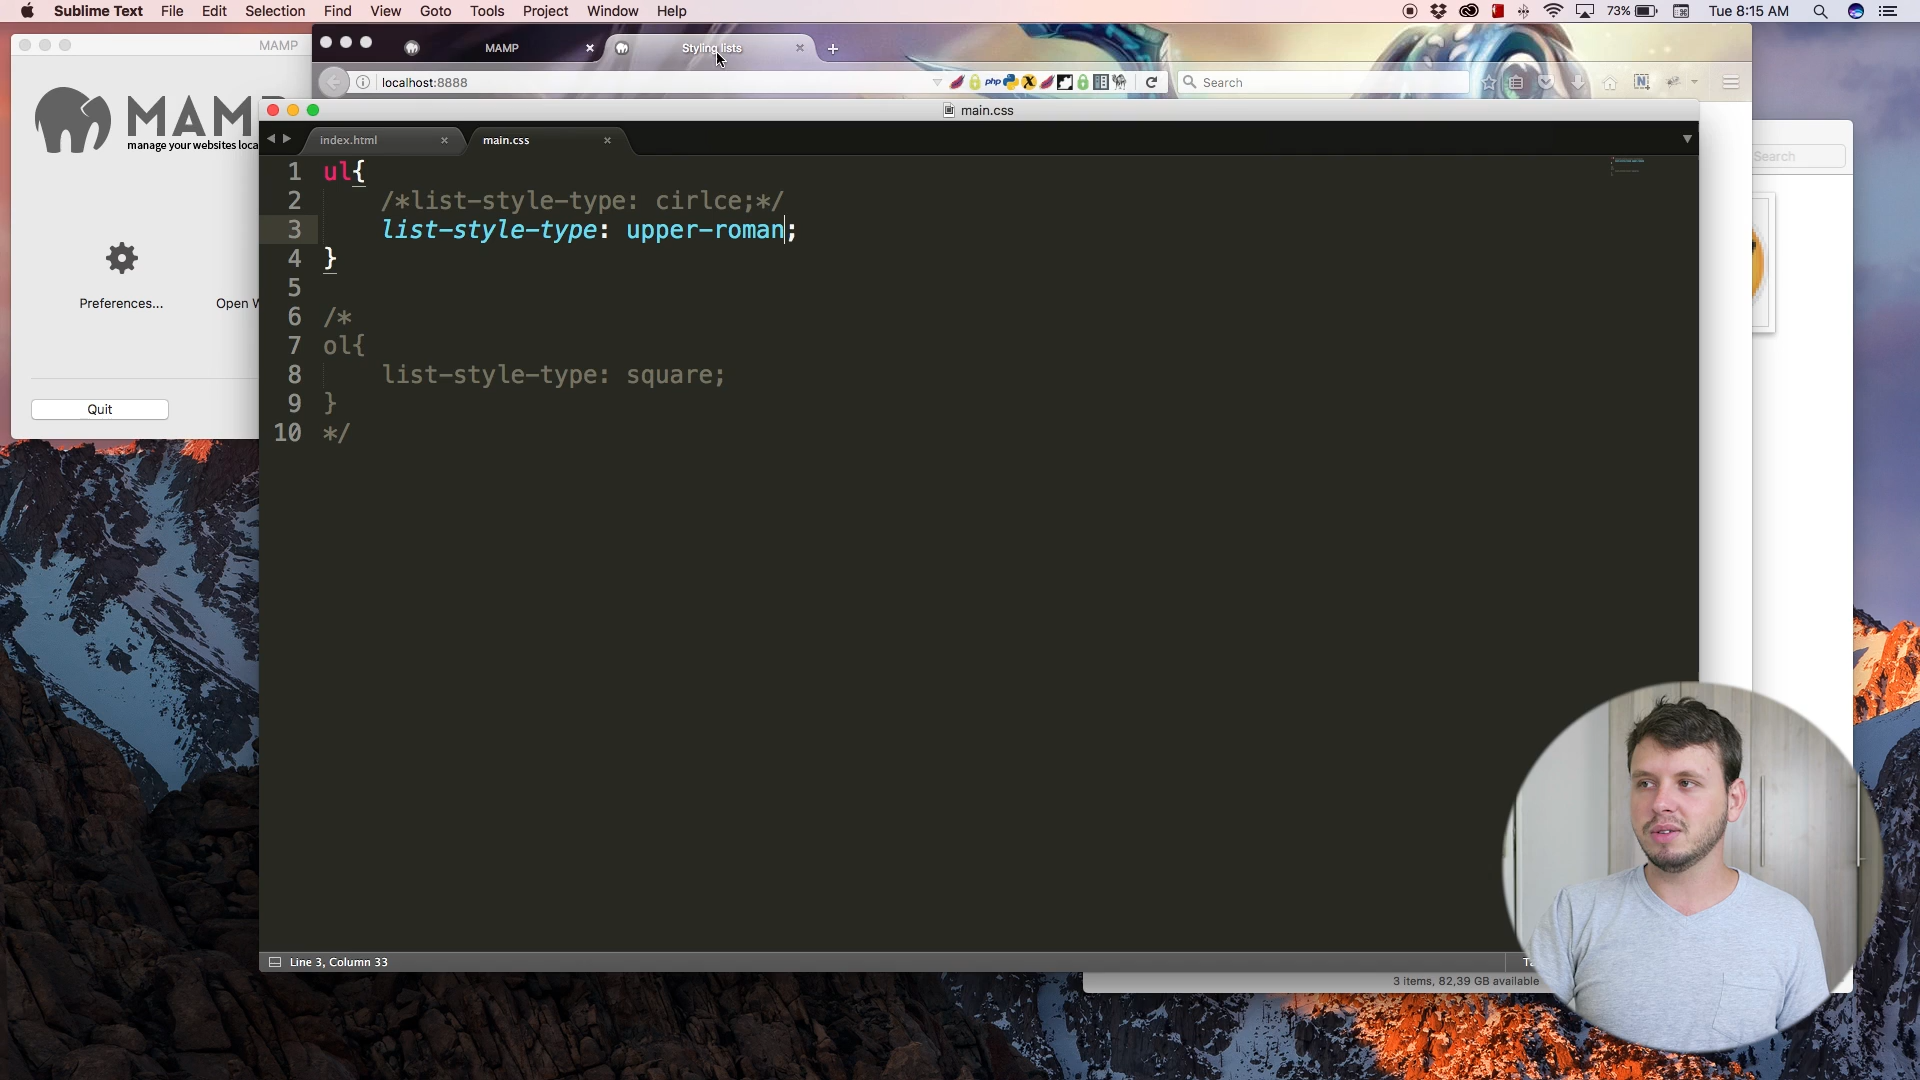 Sublime Text File Edit Selection Find View Goto Tools Project Window Help 73% Tue 8:15 AM
MAMP
MAMP
Styling lists
localhost:8888
php
Search
MAMP
manage your websites loca
main.css
index.html
main.css
Search
1 ul{
2 /*list-style-type: cirlce;*/
3 list-style-type: upper-roman;
4 }
5
6 /*
7 ol{
8 list-style-type: square;
9 }
10 */
Preferences...
Open
Quit
Line 3, Column 33
3 items, 82,39 GB available